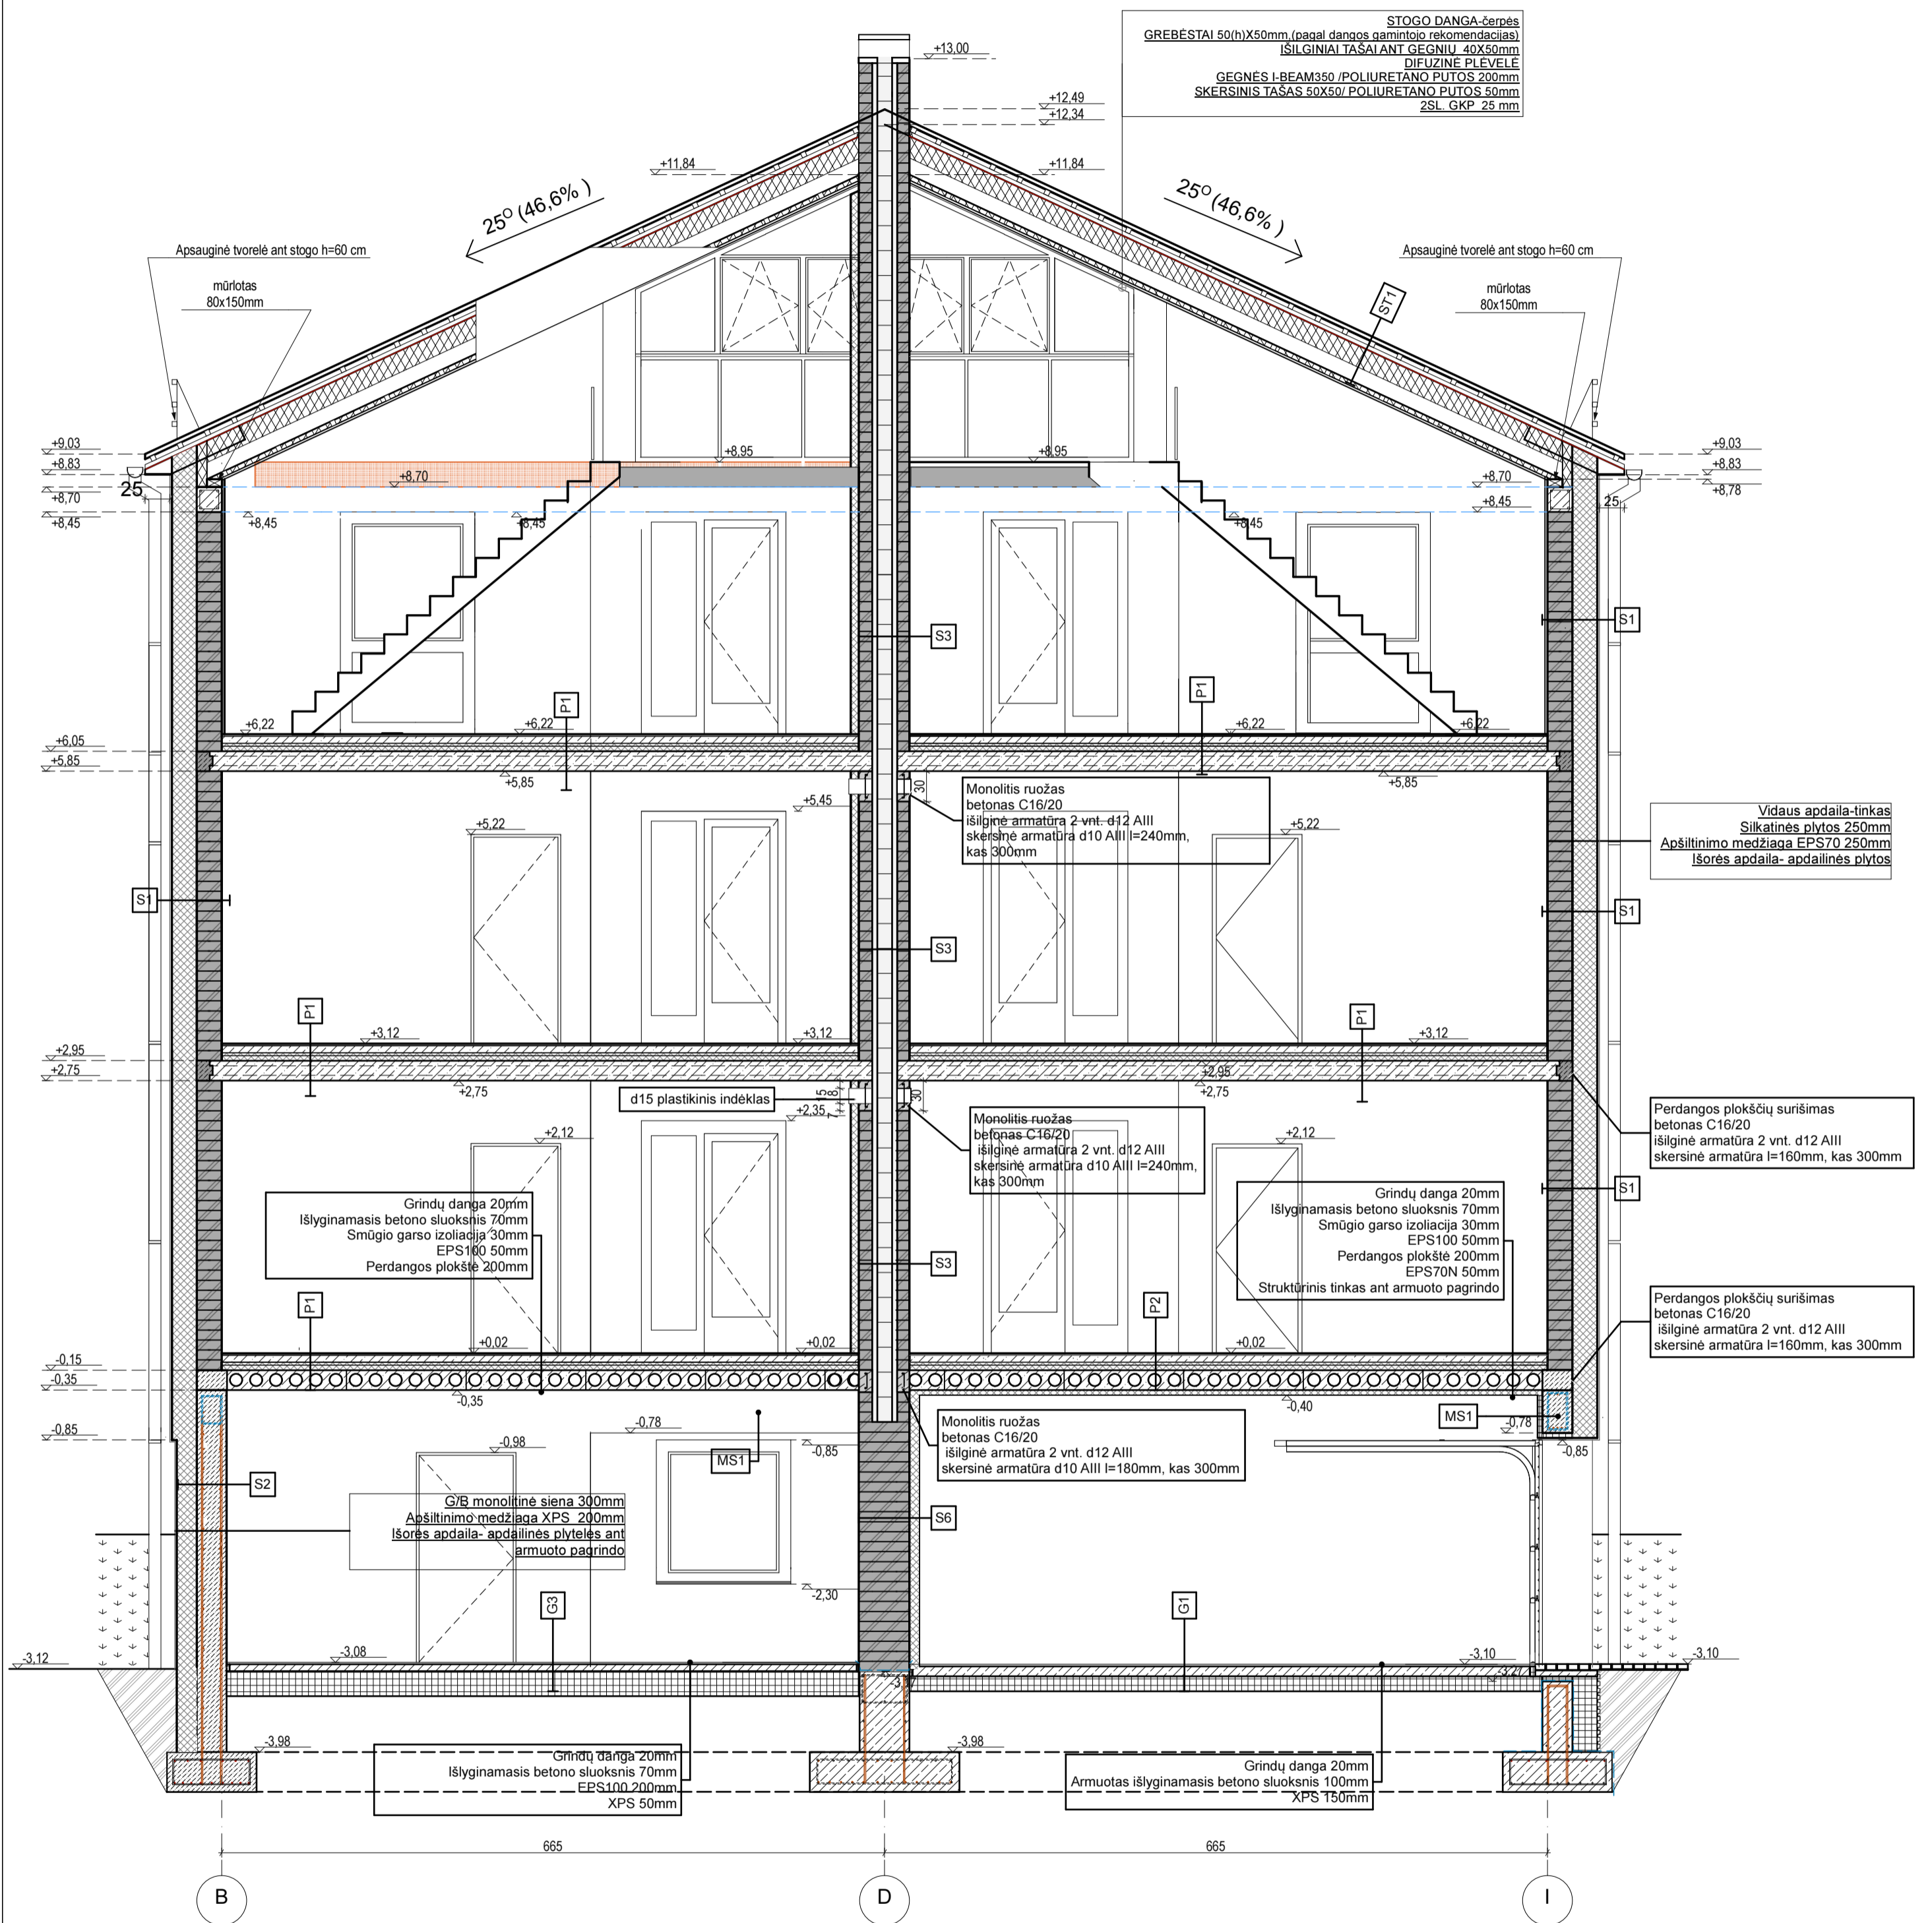 STOGO DANGA-čerpės
GREBĖSTAI 50(h)X50mm,(pagal dangos gamintojo rekomendacijas)
IŠILGINIAI TAŠAI ANT GEGNIŲ 40X50mm
DIFUZINĖ PLĖVELĖ
GEGNĖS I-BEAM350 /POLIURETANO PUTOS 200mm
SKERSINIS TAŠAS 50X50/ POLIURETANO PUTOS 50mm
2SL. GKP 25 mm
+13,00
+12,49
+12,34
+11,84
+11,84
25° (46,6% )
25° (46,6% )
Apsauginė tvorelė ant stogo h=60 cm
Apsauginė tvorelė ant stogo h=60 cm
mūrlotas
80x150mm
mūrlotas
80x150mm
ST1
+9,03
+8,83
25
+8,70
+8,45
+8,95
+8,95
+8,70
+8,70
+8,45
+8,45
+8,45
+8,45
+9,03
+8,83
+8,78
25
S3
S1
P1
P1
+6,22
+6,22
+6,22
+6,22
+6,05
+5,85
+5,85
+5,85
30
+5,45
+5,22
+5,22
Monolitis ruožas
betonas C16/20
išilginė armatūra 2 vnt. d12 AIII
skersinė armatūra d10 AIII l=240mm,
kas 300mm
Vidaus apdaila-tinkas
Silkatinės plytos 250mm
Apšiltinimo medžiaga EPS70 250mm
Išorės apdaila- apdailinės plytos
S1
S1
S3
P1
P1
+3,12
+3,12
+3,12
+2,95
+2,75
+2,75
+2,95
+2,75
d15 plastikinis indėklas
15
8
7
30
+2,35
+2,12
+2,12
Monolitis ruožas
betonas C16/20
išilginė armatūra 2 vnt. d12 AIII
skersinė armatūra d10 AIII l=240mm,
kas 300mm
Perdangos plokščių surišimas
betonas C16/20
išilginė armatūra 2 vnt. d12 AIII
skersinė armatūra l=160mm, kas 300mm
S1
Grindų danga 20mm
Išlyginamasis betono sluoksnis 70mm
Smūgio garso izoliacija 30mm
EPS100 50mm
Perdangos plokštė 200mm
Grindų danga 20mm
Išlyginamasis betono sluoksnis 70mm
Smūgio garso izoliacija 30mm
EPS100 50mm
Perdangos plokštė 200mm
EPS70N 50mm
Struktūrinis tinkas ant armuoto pagrindo
S3
P1
P2
Perdangos plokščių surišimas
betonas C16/20
išilginė armatūra 2 vnt. d12 AIII
skersinė armatūra l=160mm, kas 300mm
+0,02
+0,02
+0,02
-0,15
-0,35
-0,35
-0,40
-0,85
-0,78
-0,85
-0,98
MS1
MS1
-0,78
-0,85
Monolitis ruožas
betonas C16/20
išilginė armatūra 2 vnt. d12 AIII
skersinė armatūra d10 AIII l=180mm, kas 300mm
S2
G/B monolitinė siena 300mm
Apšiltinimo medžiaga XPS 200mm
Išorės apdaila- apdailinės plytelės ant
armuoto pagrindo
S6
-2,30
G3
G1
-3,12
-3,08
-3,10
-3,10
-3,27
-3,98
-3,98
Grindų danga 20mm
Išlyginamasis betono sluoksnis 70mm
EPS100 200mm
XPS 50mm
Grindų danga 20mm
Armuotas išlyginamasis betono sluoksnis 100mm
XPS 150mm
665
665
B
D
I